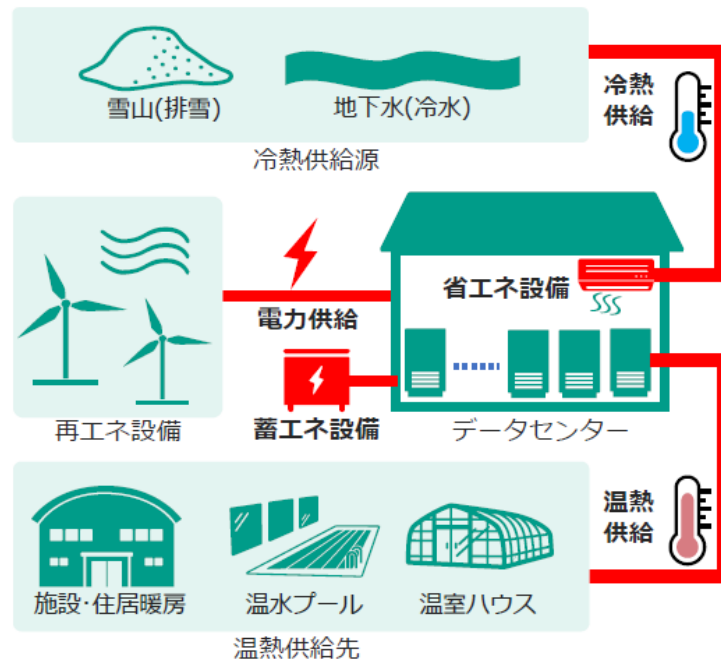 雪山(排雪)
地下水(冷水)
冷熱供給源
冷熱
供給
省エネ設備
電力供給
再エネ設備
蓄エネ設備
データセンター
温熱
供給
施設・住居暖房
温水プール
温室ハウス
温熱供給先